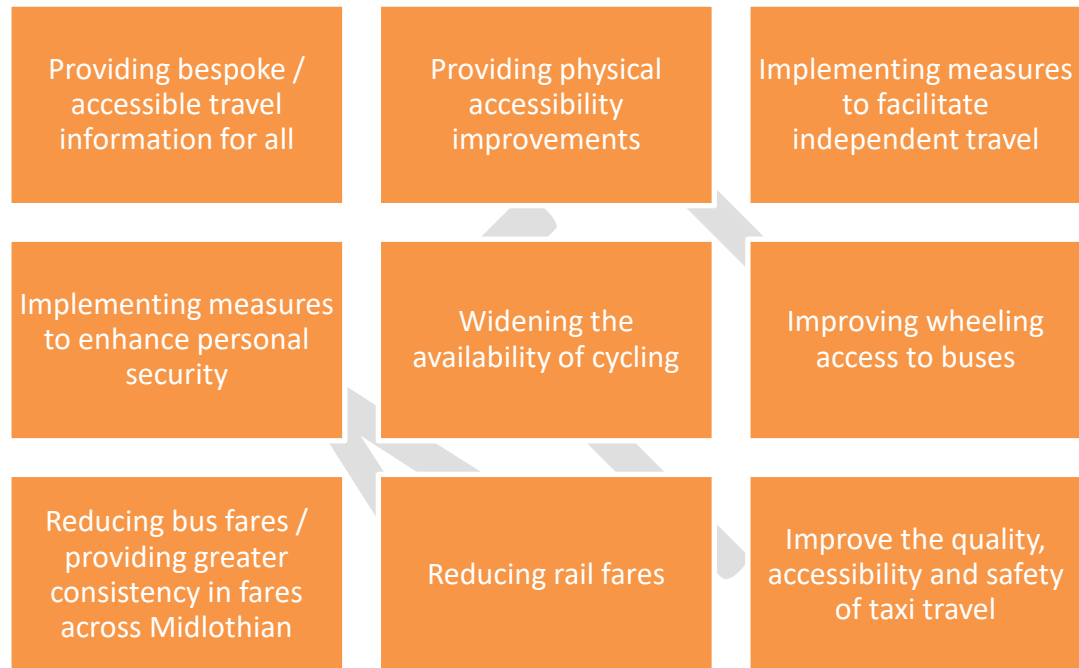 Providing bespoke /
accessible travel
information for all
Providing physical
accessibility
improvements
Implementing measures
to facilitate
independent travel
Implementing measures
to enhance personal
security
Widening the
availability of cycling
Improving wheeling
access to buses
Reducing bus fares /
providing greater
consistency in fares
across Midlothian
Reducing rail fares
Improve the quality,
accessibility and safety
of taxi travel